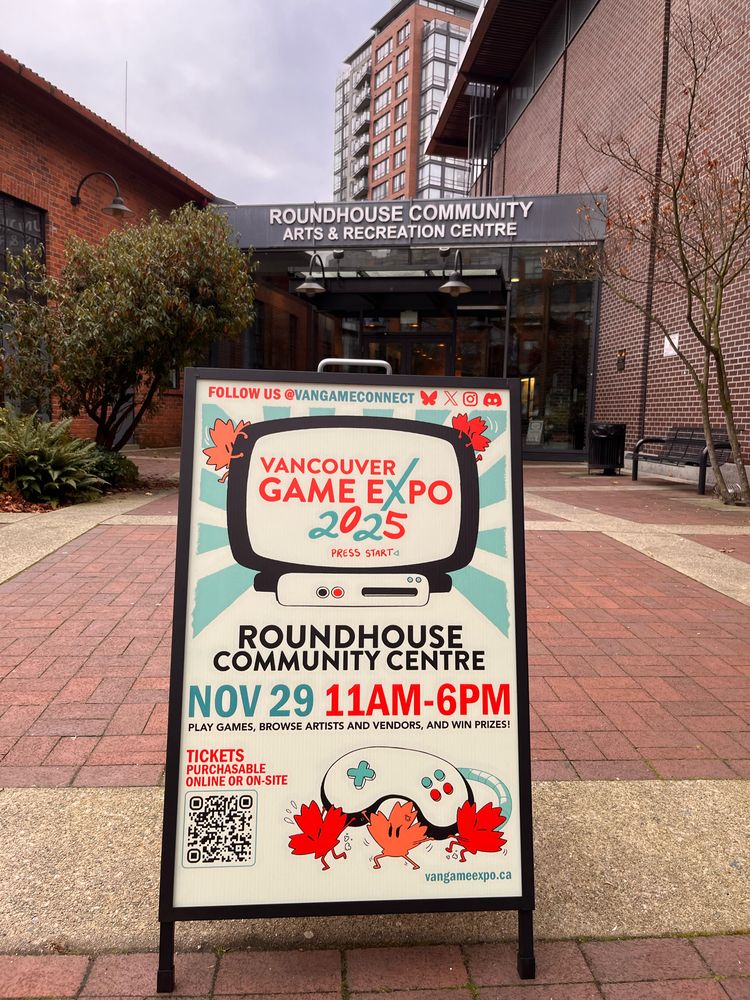 ROUNDHOUSE COMMUNITY
ARTS & RECREATION CENTRE
FOLLOW US @VANGAMECONNECT
VANCOUVER
GAME EXPO
2025
PRESS START
ROUNDHOUSE
COMMUNITY CENTRE
NOV 29 11AM-6PM
PLAY GAMES, BROWSE ARTISTS AND VENDORS, AND WIN PRIZES!
TICKETS
PURCHASABLE
ONLINE OR ON-SITE
vangameexpo.ca